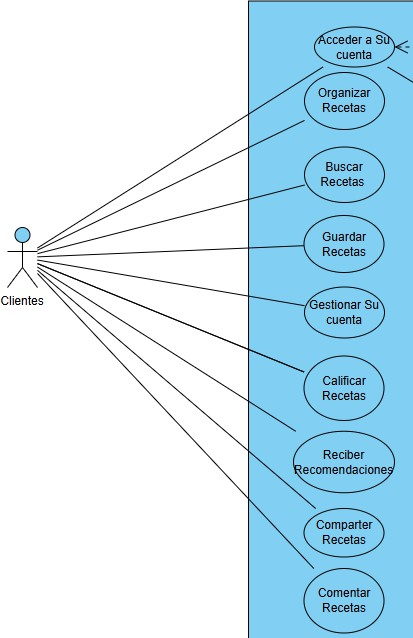 Acceder a Su
cuenta
Organizar
Recetas
Buscar
Recetas
Guardar
Recetas
Clientes
Gestionar Su
cuenta
Calificar
Recetas
Reciber
Recomendaciones
Comparter
Recetas
Comentar
Recetas